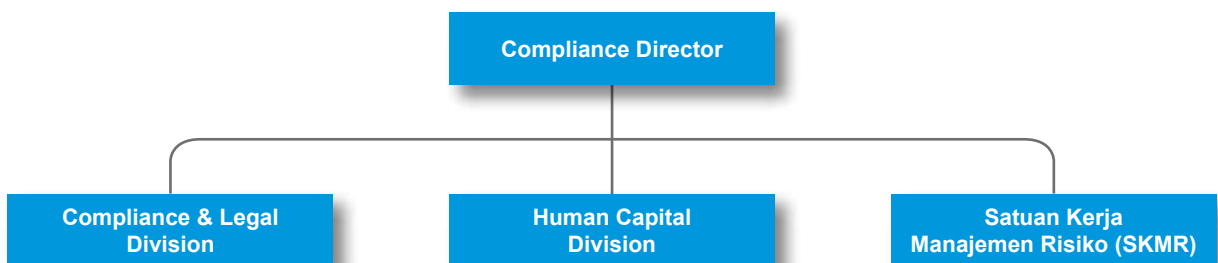 Compliance Director
Compliance & Legal
Division
Human Capital
Division
Satuan Kerja
Manajemen Risiko (SKMR)